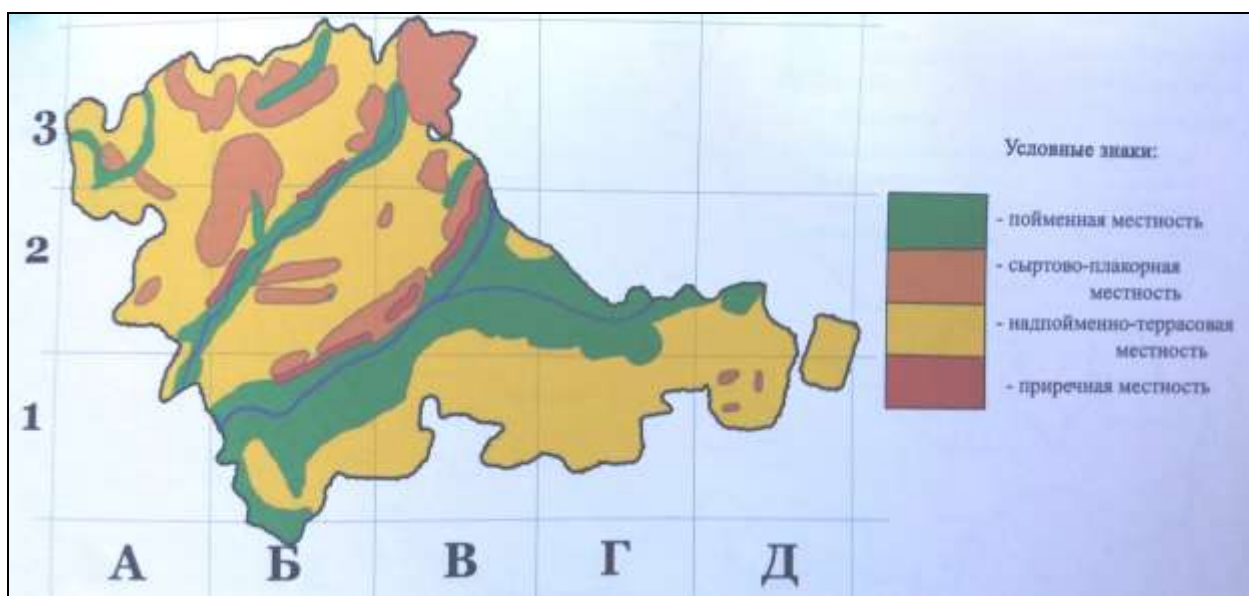 3
2
1
А Б В Г Д
Условные знаки:
- пойменная местность
- сыртово-плакорная
местность
- надпойменно-террасовая
местность
- приречная местность